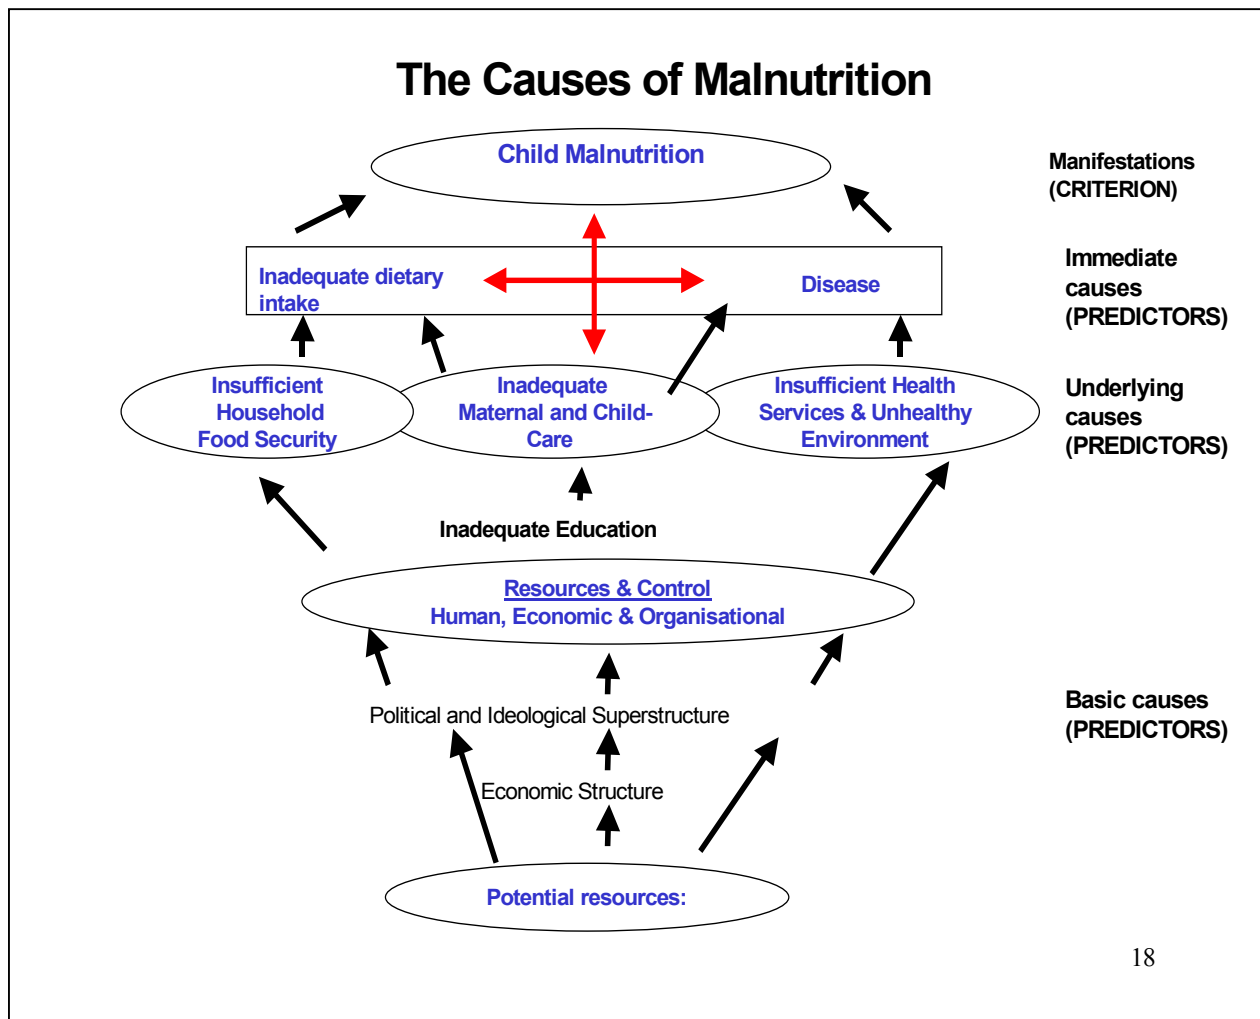 The Causes of Malnutrition
Child Malnutrition
Manifestations
(CRITERION)
Inadequate dietary
intake
Disease
Immediate
causes
(PREDICTORS)
Insufficient
Household
Food Security
Inadequate
Maternal and Child-
Care
Insufficient Health
Services & Unhealthy
Environment
Underlying
causes
(PREDICTORS)
Inadequate Education
Resources & Control
Human, Economic & Organisational
Political and Ideological Superstructure
Basic causes
(PREDICTORS)
Economic Structure
Potential resources:
18